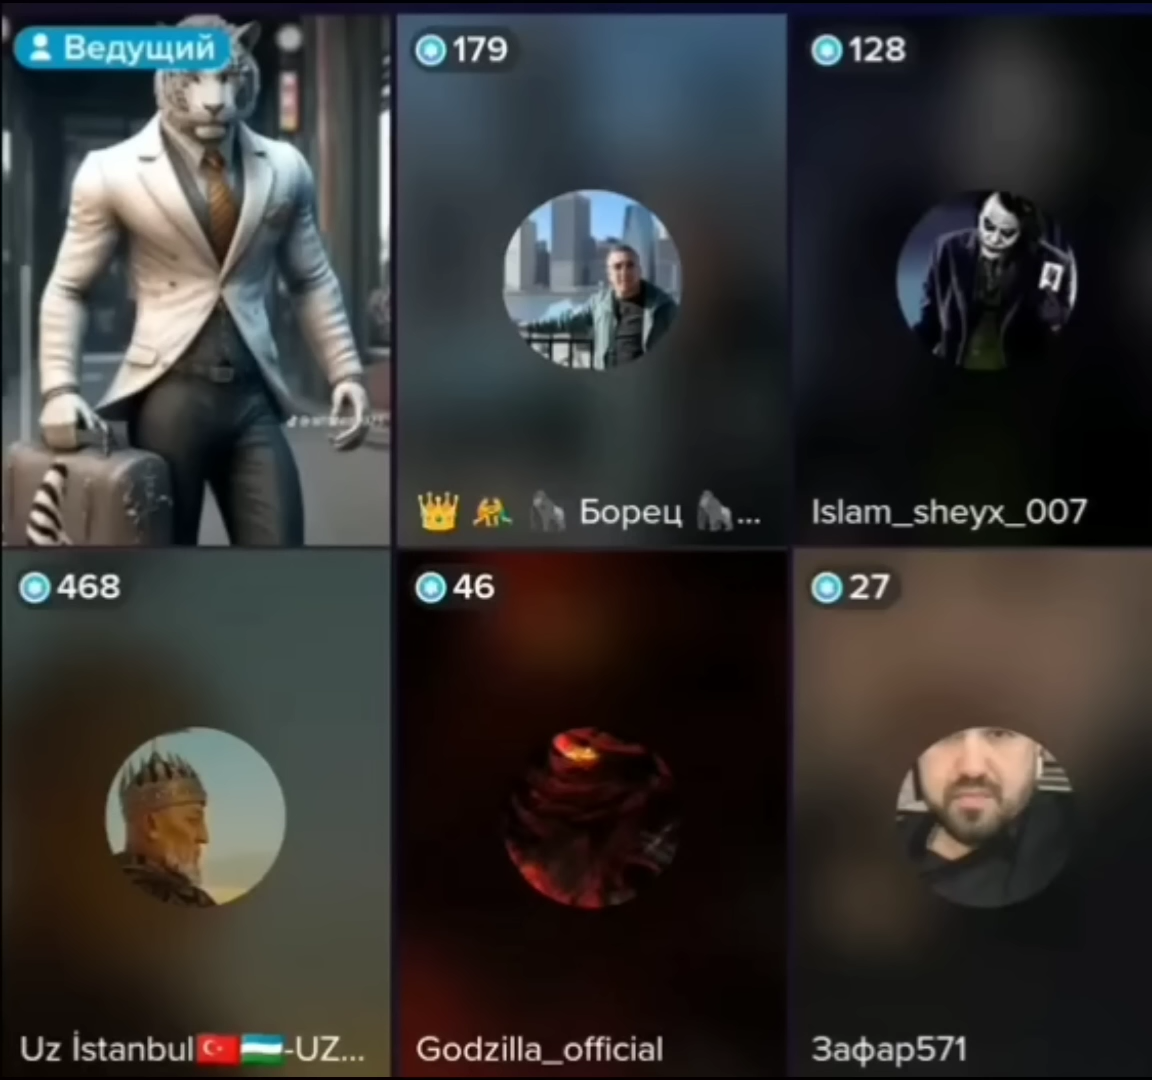 Ведущий
179
128
👑 🤼 🦍 Борец 🦍...
Islam_sheyx_007
468
46
27
Uz İstanbul🇹🇷🇺🇿-UZ...
Godzilla_official
Зафар571